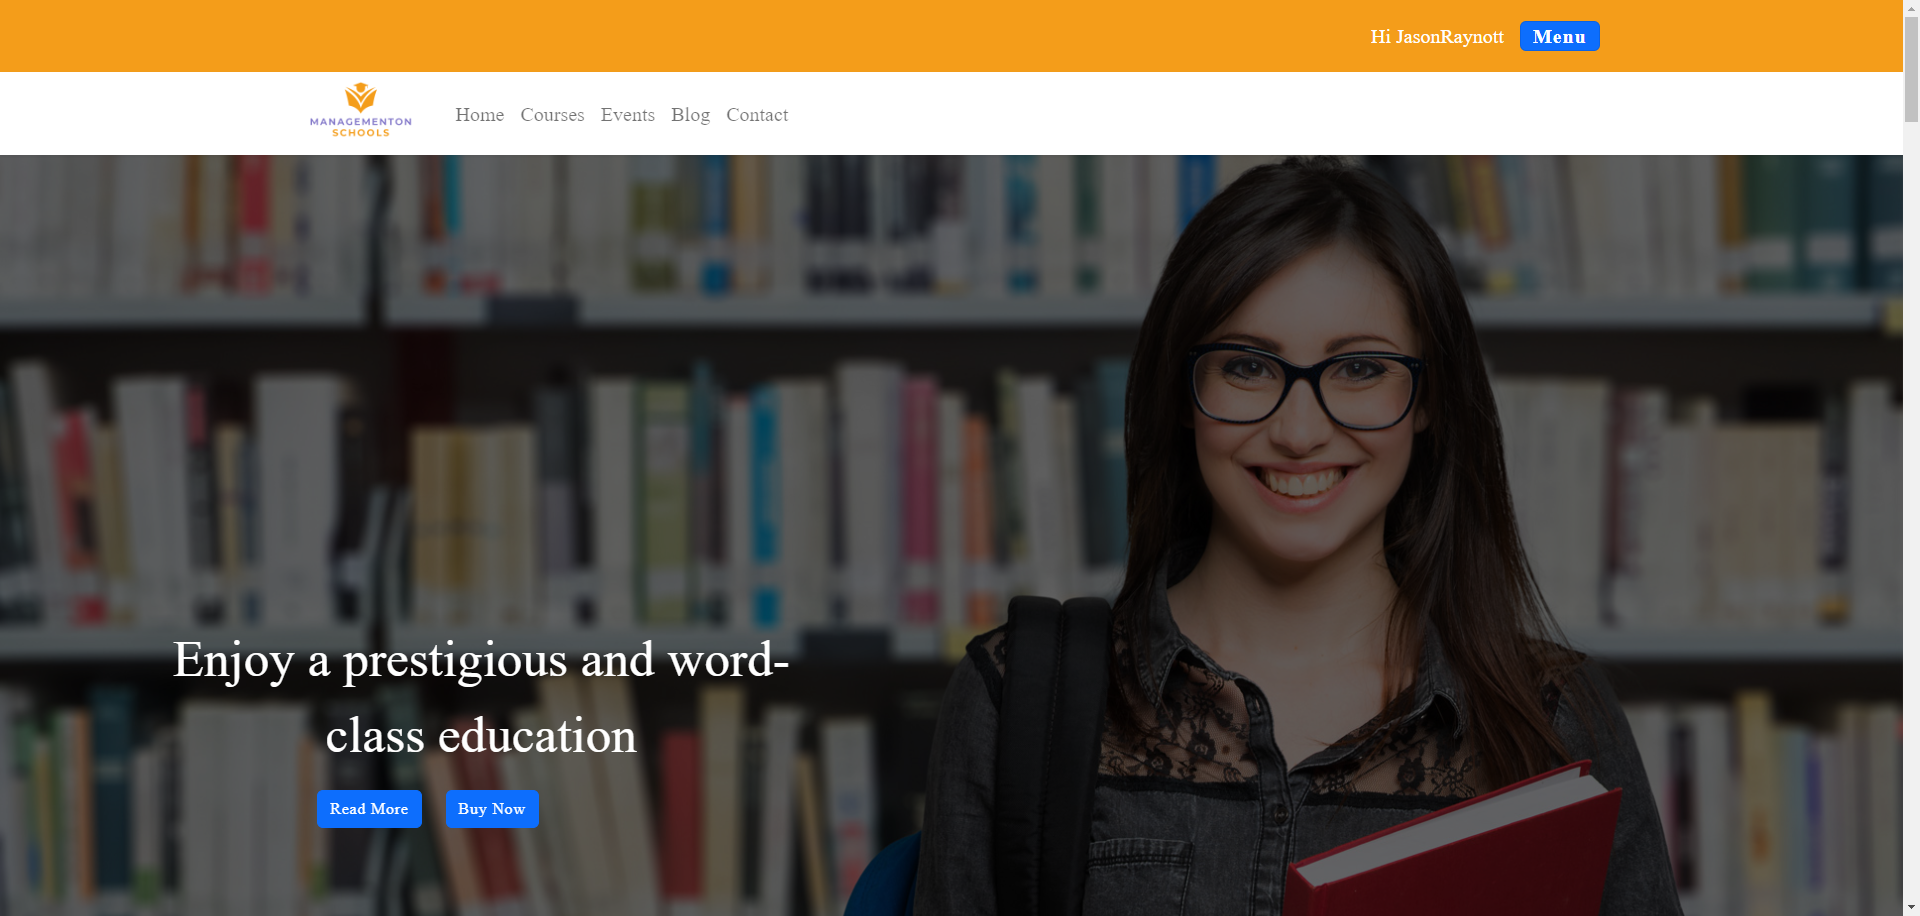 Hi JasonRaynott
Menu
MANAGEMENTON
SCHOOLS
Home
Courses
Events
Blog
Contact
Enjoy a prestigious and word-
class education
Read More
Buy Now